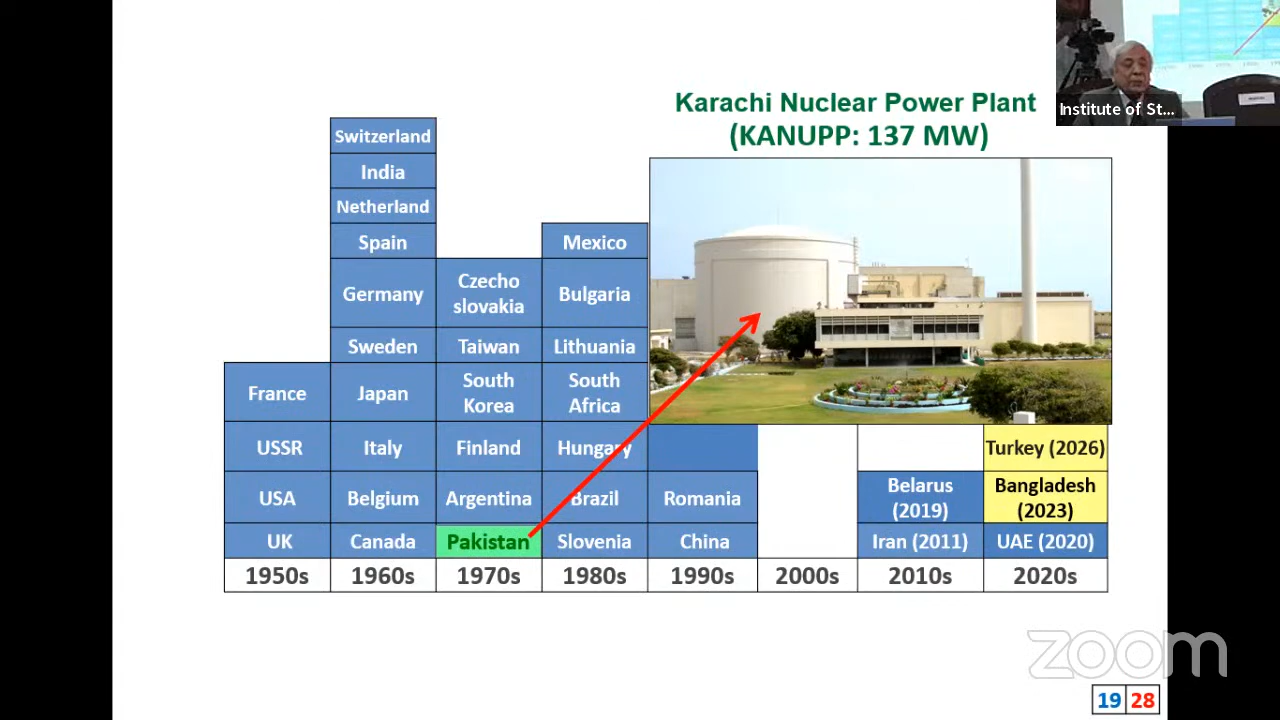 Karachi Nuclear Power Plant
(KANUPP: 137 MW)
Institute of St...
Switzerland
India
Netherland
Spain
Mexico
Germany
Czecho
slovakia
Bulgaria
Sweden
Taiwan
Lithuania
France
Japan
South
Korea
South
Africa
USSR
Italy
Finland
Hungary
Turkey (2026)
USA
Belgium
Argentina
Brazil
Romania
Belarus
(2019)
Bangladesh
(2023)
UK
Canada
Pakistan
Slovenia
China
Iran (2011)
UAE (2020)
1950s
1960s
1970s
1980s
1990s
2000s
2010s
2020s
zoom
19 28